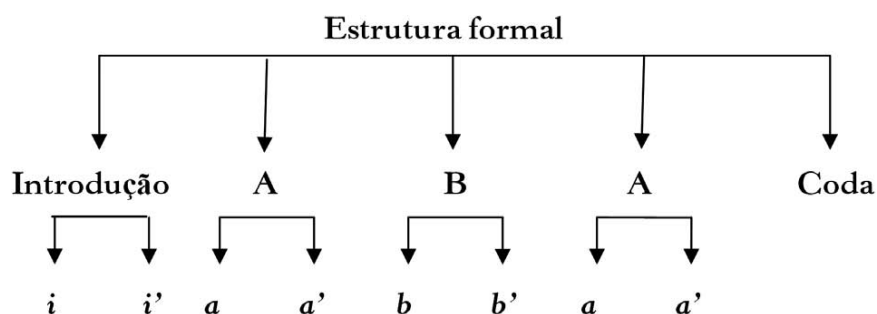 Estrutura formal
Introdução A B A Coda
i i’ a a’ b b’ a a’